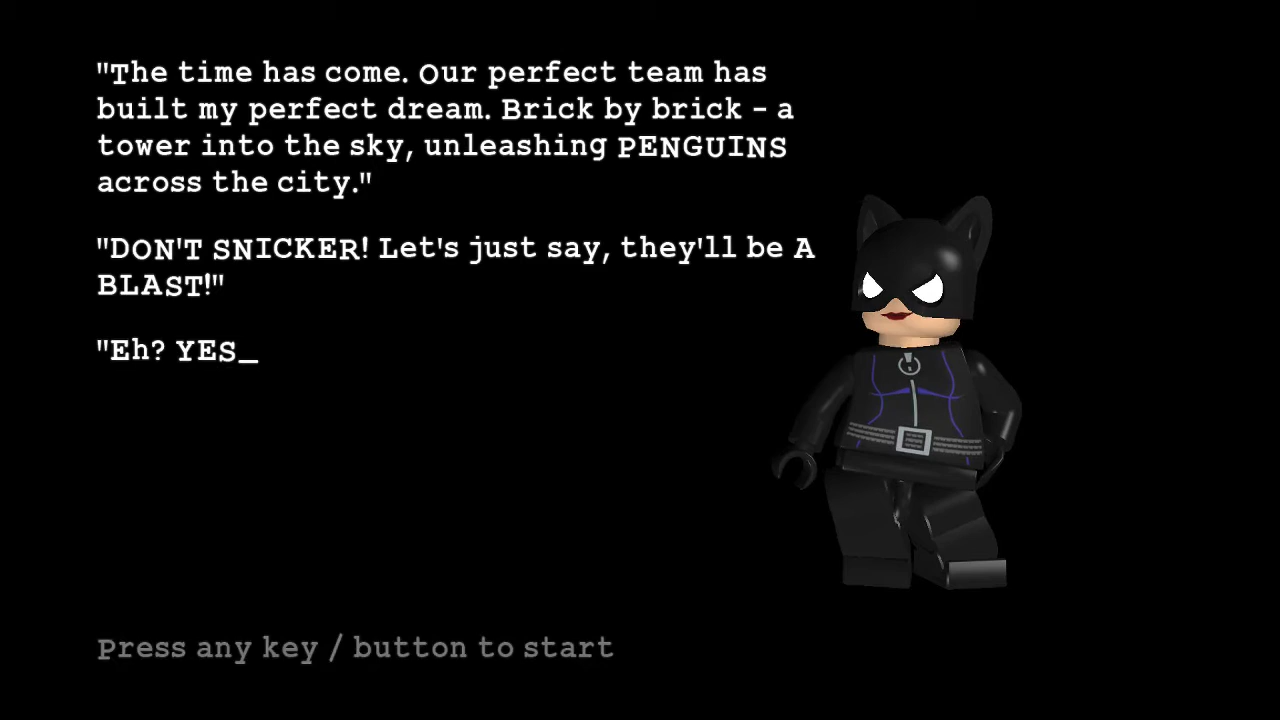 "The time has come. Our perfect team has
built my perfect dream. Brick by brick - a
tower into the sky, unleashing PENGUINS
across the city."
"DON'T SNICKER! Let's just say, they'll be A
BLAST!"
"Eh? YES_
Press any key / button to start